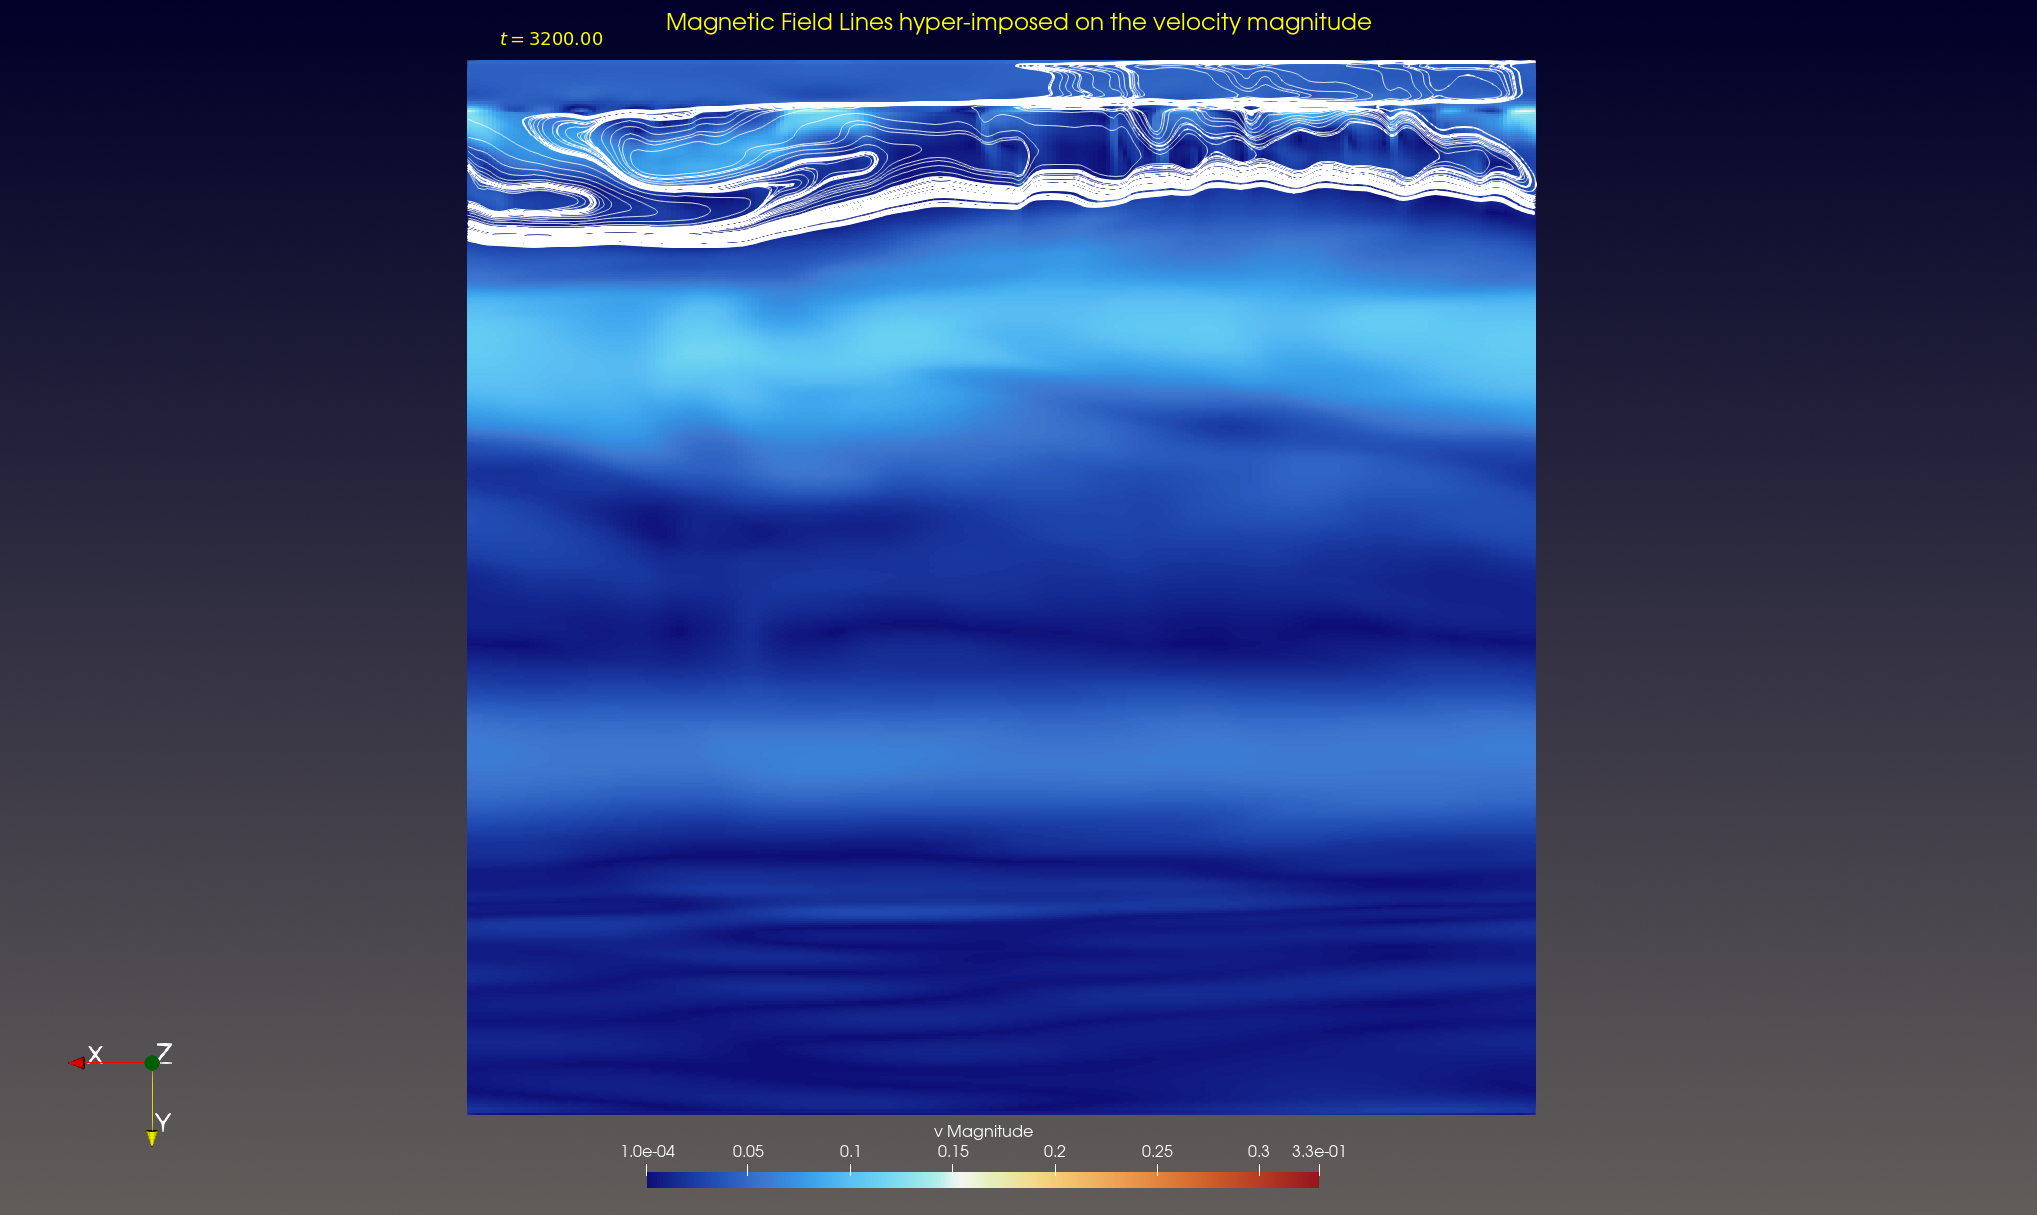 Magnetic Field Lines hyper-imposed on the velocity magnitude
t = 3200.00
X Z
Y
v Magnitude
1.0e-04 0.05 0.1 0.15 0.2 0.25 0.3 3.3e-01